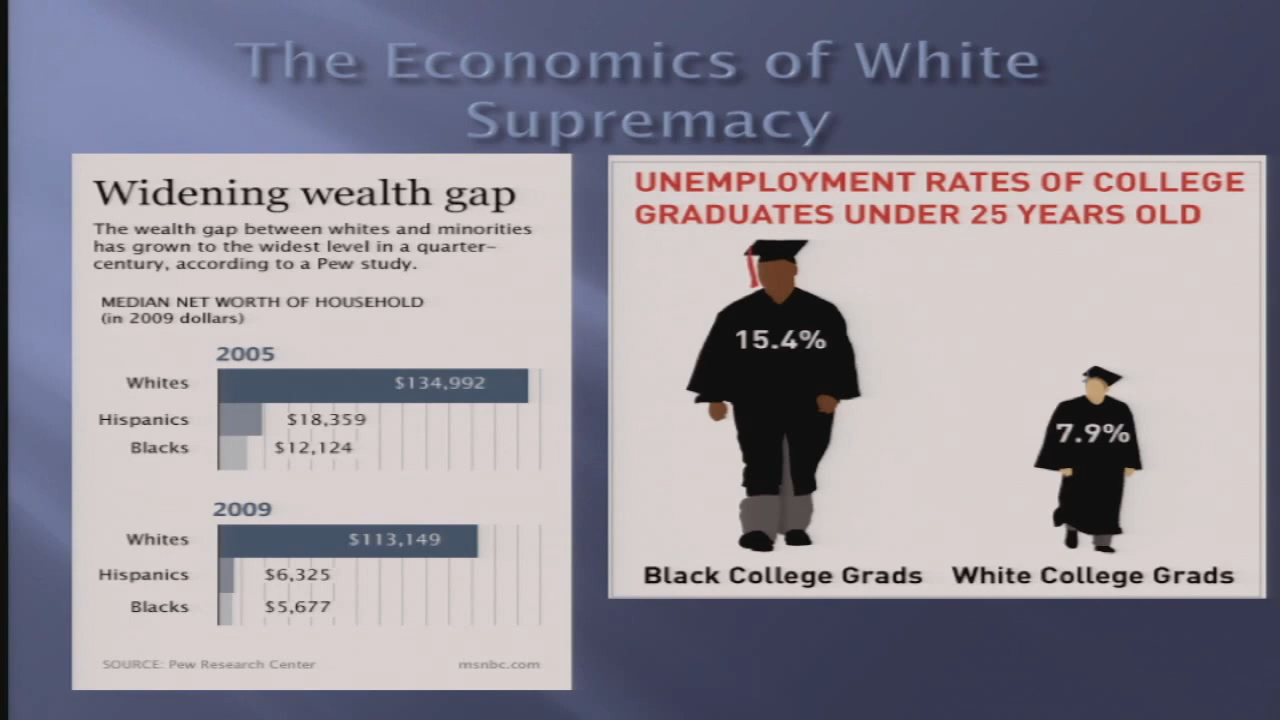 The Economics of White
Supremacy
Widening wealth gap
The wealth gap between whites and minorities
has grown to the widest level in a quarter-
century, according to a Pew study.
MEDIAN NET WORTH OF HOUSEHOLD
(in 2009 dollars)
2005
Whites $134,992
Hispanics $18,359
Blacks $12,124
2009
Whites $113,149
Hispanics $6,325
Blacks $5,677
SOURCE: Pew Research Center msnbc.com
UNEMPLOYMENT RATES OF COLLEGE
GRADUATES UNDER 25 YEARS OLD
15.4%
7.9%
Black College Grads White College Grads